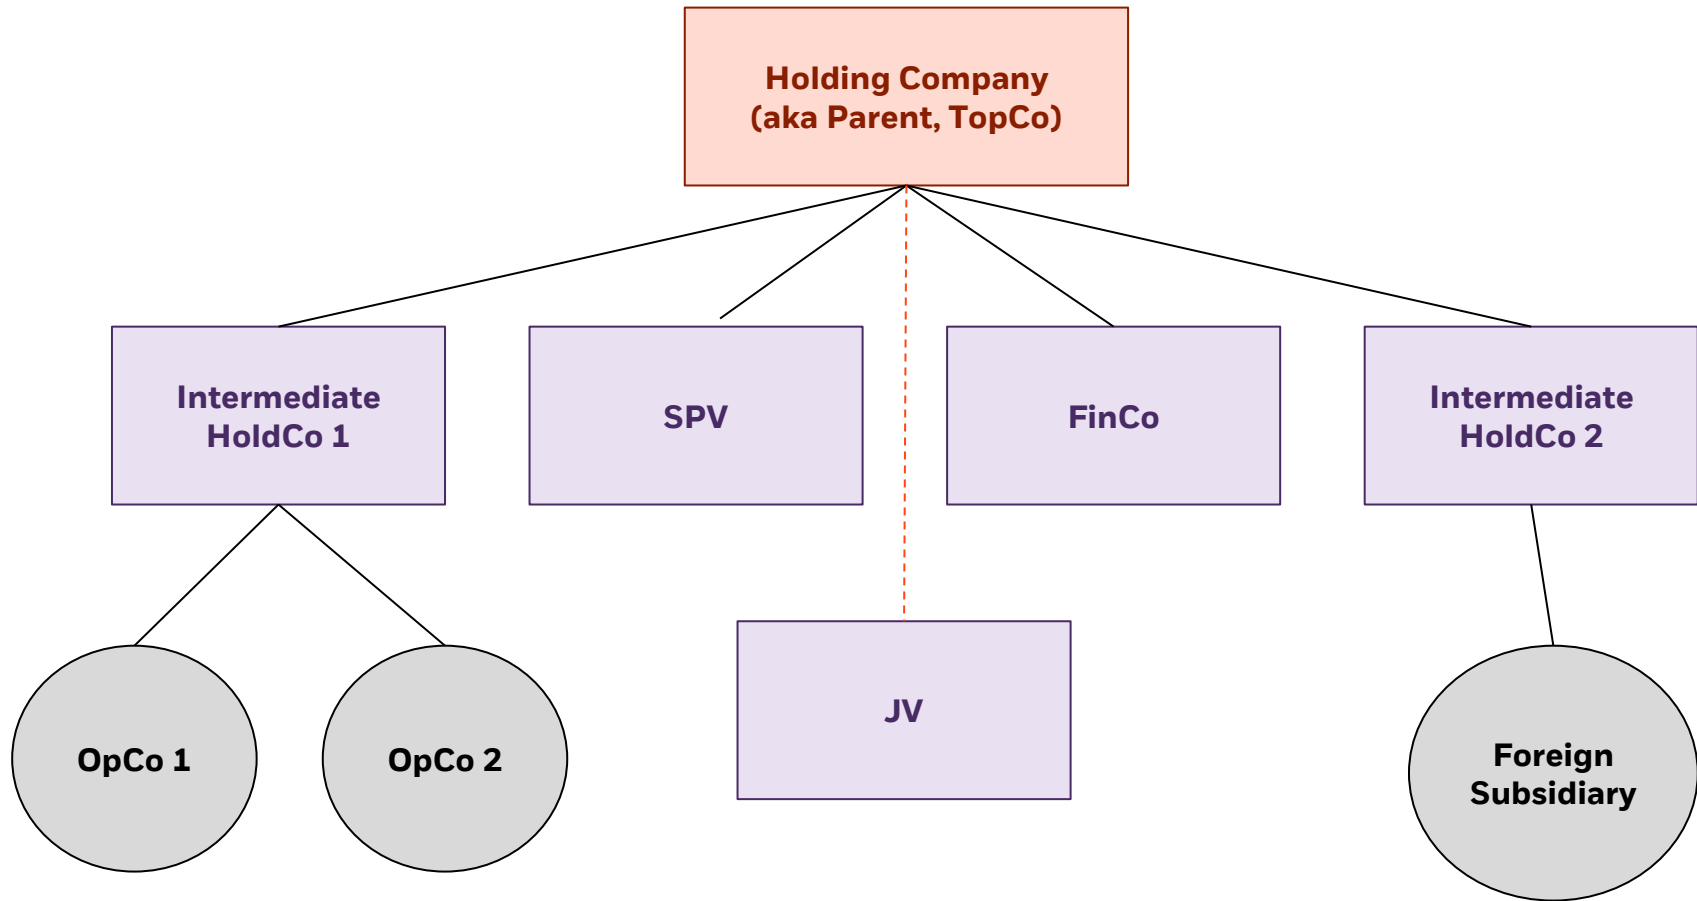 Holding Company
(aka Parent, TopCo)
Intermediate
HoldCo 1
SPV
FinCo
Intermediate
HoldCo 2
JV
OpCo 1
OpCo 2
Foreign
Subsidiary